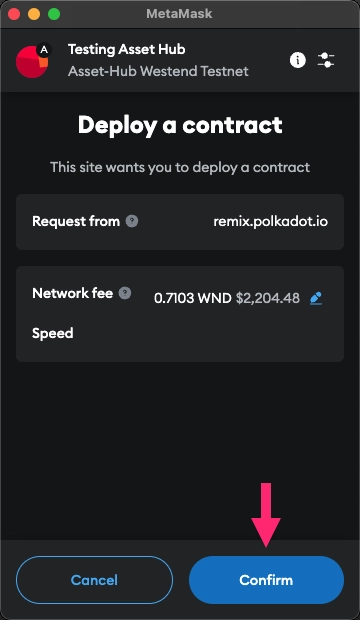 MetaMask
Testing Asset Hub
A
Asset-Hub Westend Testnet
Deploy a contract
This site wants you to deploy a contract
Request from ?
remix.polkadot.io
Network fee ?
0.7103 WND $2,204.48
Speed
Cancel
Confirm